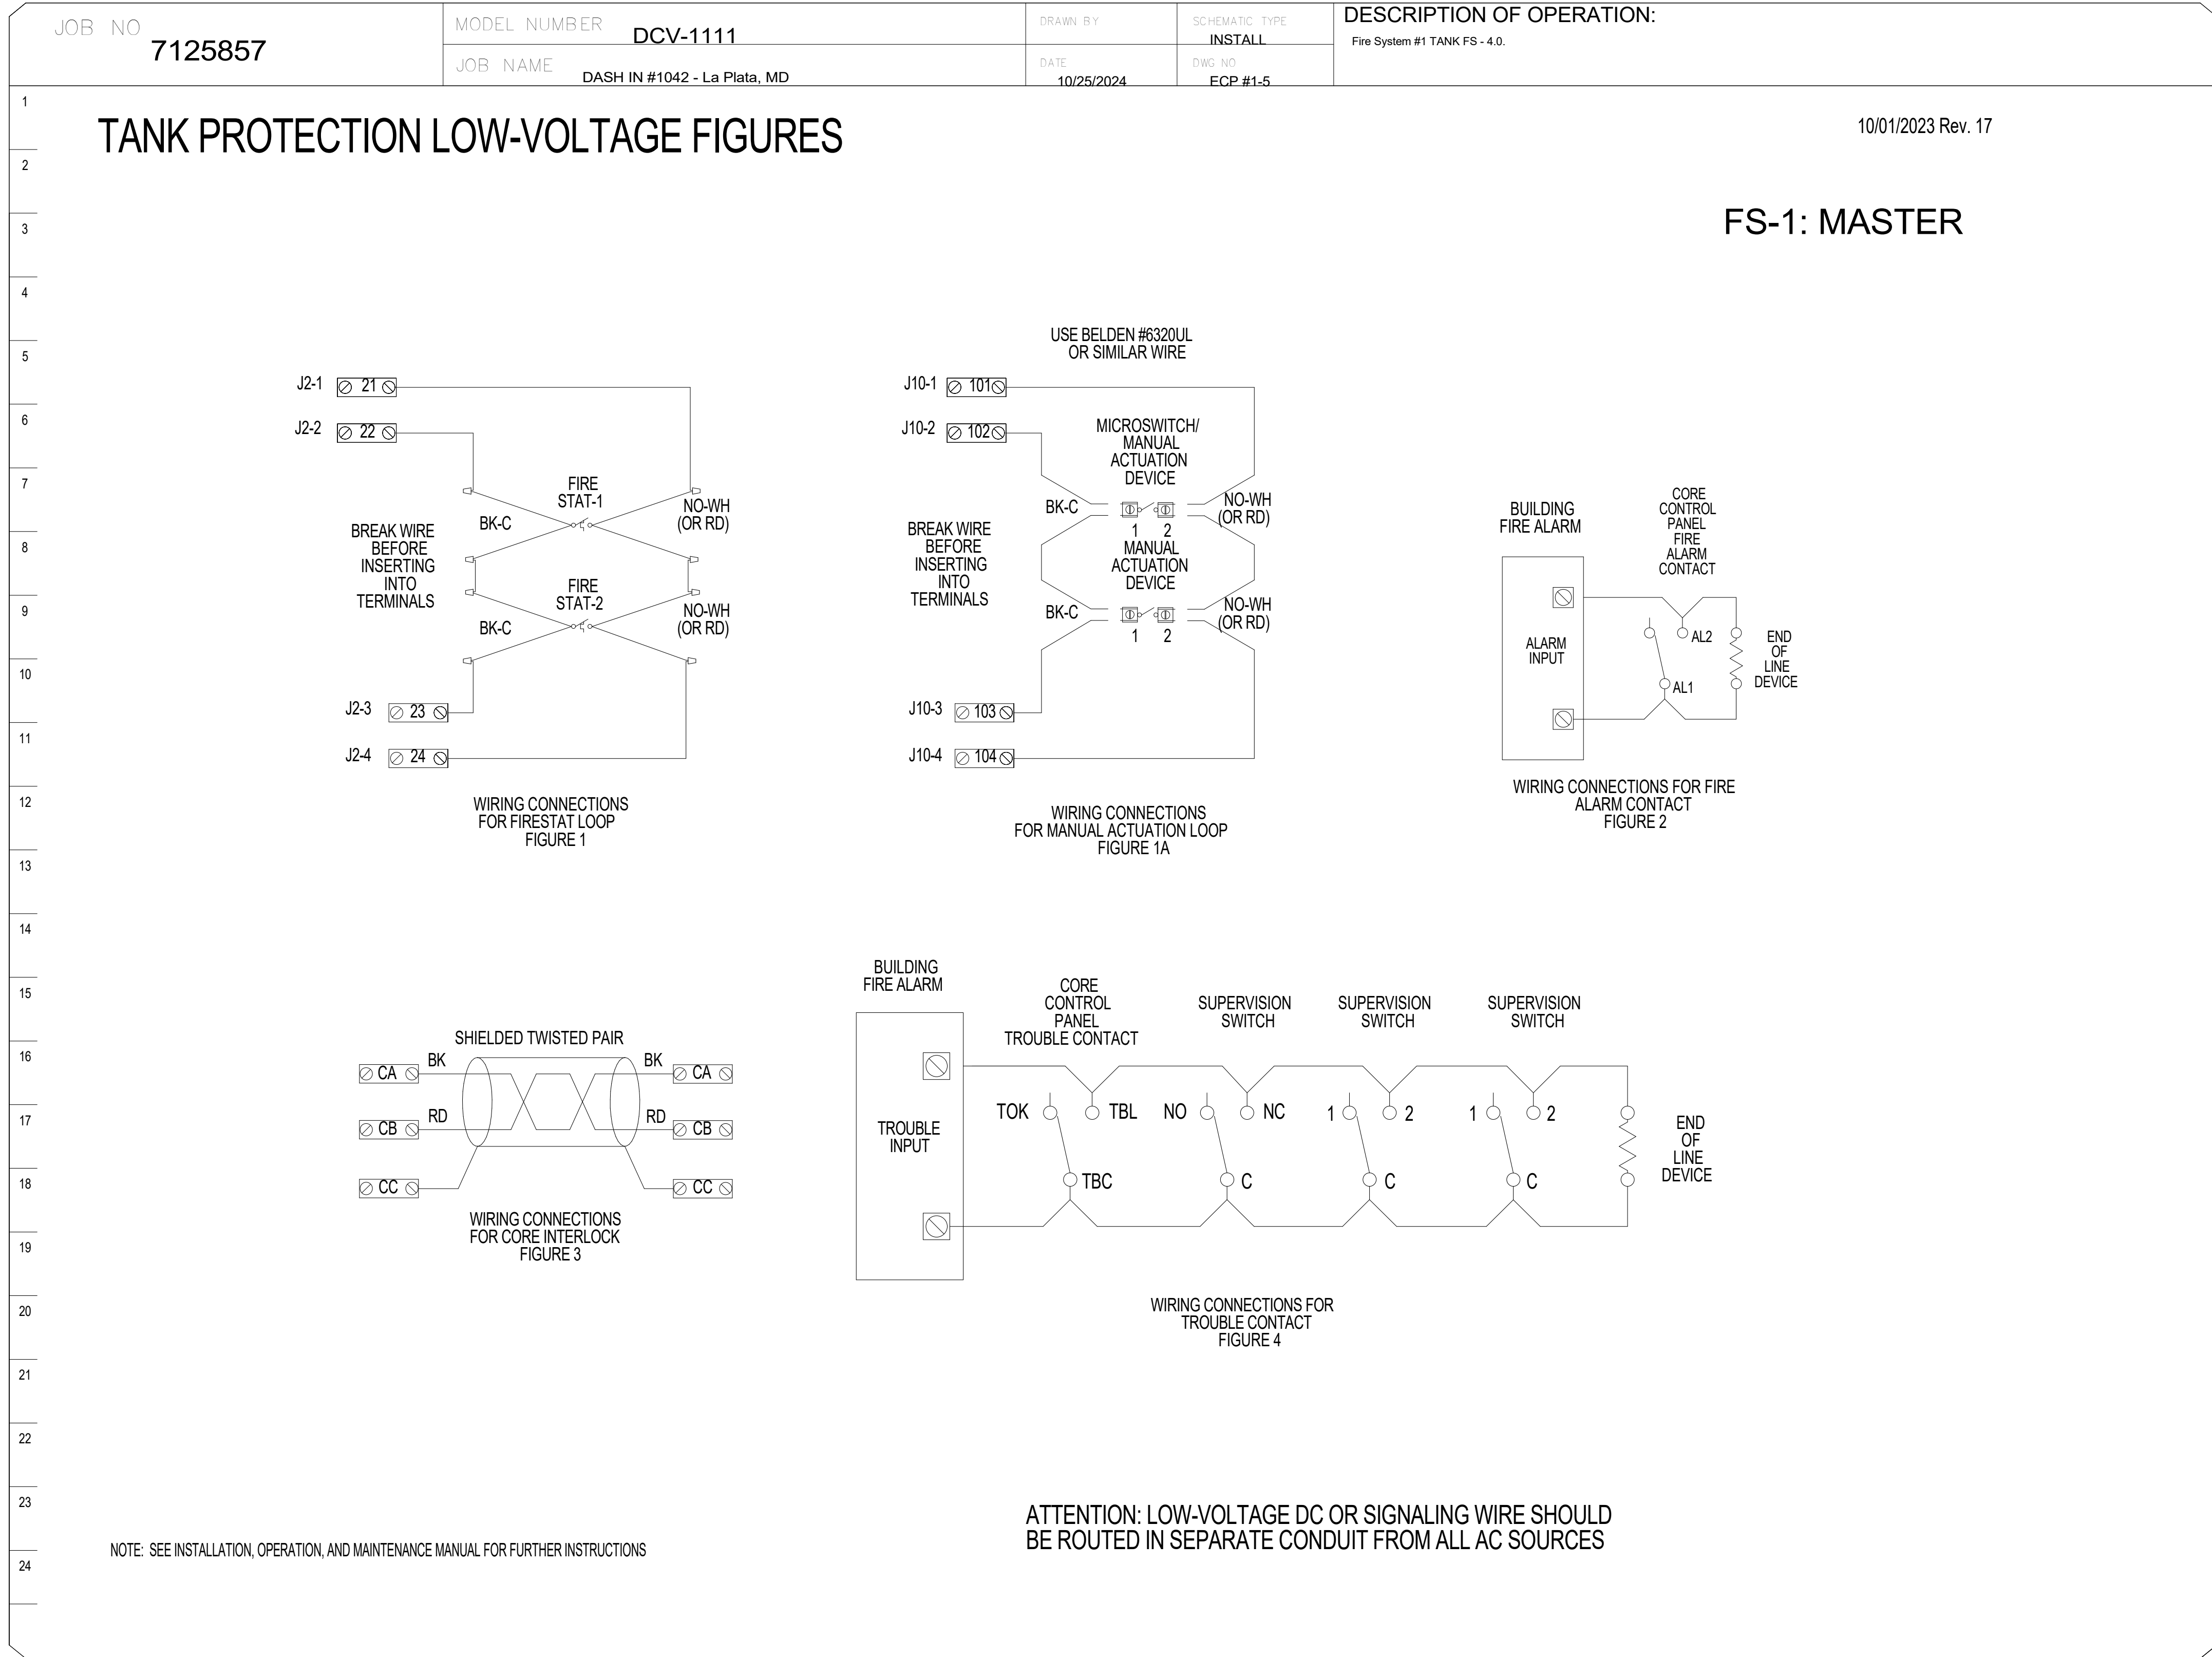 JOB NO
7125857
MODEL NUMBER
DCV-1111
JOB NAME
DASH IN #1042 - La Plata, MD
DRAWN BY
DATE
10/25/2024
SCHEMATIC TYPE
INSTALL
DWG NO
ECP #1-5
DESCRIPTION OF OPERATION:
Fire System #1 TANK FS - 4.0.
1
2
3
4
5
6
7
8
9
10
11
12
13
14
15
16
17
18
19
20
21
22
23
24
TANK PROTECTION LOW-VOLTAGE FIGURES
10/01/2023 Rev. 17
FS-1: MASTER
J2-1
21
J2-2
22
FIRE
STAT-1
BK-C
NO-WH
(OR RD)
BREAK WIRE
BEFORE
INSERTING
INTO
TERMINALS
FIRE
STAT-2
BK-C
NO-WH
(OR RD)
J2-3
23
J2-4
24
WIRING CONNECTIONS
FOR FIRESTAT LOOP
FIGURE 1
USE BELDEN #6320UL
OR SIMILAR WIRE
J10-1
101
J10-2
102
MICROSWITCH/
MANUAL
ACTUATION
DEVICE
BK-C
NO-WH
(OR RD)
1 2
BREAK WIRE
BEFORE
INSERTING
INTO
TERMINALS
MANUAL
ACTUATION
DEVICE
BK-C
NO-WH
(OR RD)
1 2
J10-3
103
J10-4
104
WIRING CONNECTIONS
FOR MANUAL ACTUATION LOOP
FIGURE 1A
BUILDING
FIRE ALARM
CORE
CONTROL
PANEL
FIRE
ALARM
CONTACT
ALARM
INPUT
AL2
AL1
END
OF
LINE
DEVICE
WIRING CONNECTIONS FOR FIRE
ALARM CONTACT
FIGURE 2
SHIELDED TWISTED PAIR
CA
BK
BK
CA
CB
RD
RD
CB
CC
CC
WIRING CONNECTIONS
FOR CORE INTERLOCK
FIGURE 3
BUILDING
FIRE ALARM
TROUBLE
INPUT
CORE
CONTROL
PANEL
TROUBLE CONTACT
SUPERVISION
SWITCH
SUPERVISION
SWITCH
SUPERVISION
SWITCH
TOK
TBL
NO
NC
1
2
1
2
TBC
C
C
C
END
OF
LINE
DEVICE
WIRING CONNECTIONS FOR
TROUBLE CONTACT
FIGURE 4
ATTENTION: LOW-VOLTAGE DC OR SIGNALING WIRE SHOULD
BE ROUTED IN SEPARATE CONDUIT FROM ALL AC SOURCES
NOTE: SEE INSTALLATION, OPERATION, AND MAINTENANCE MANUAL FOR FURTHER INSTRUCTIONS